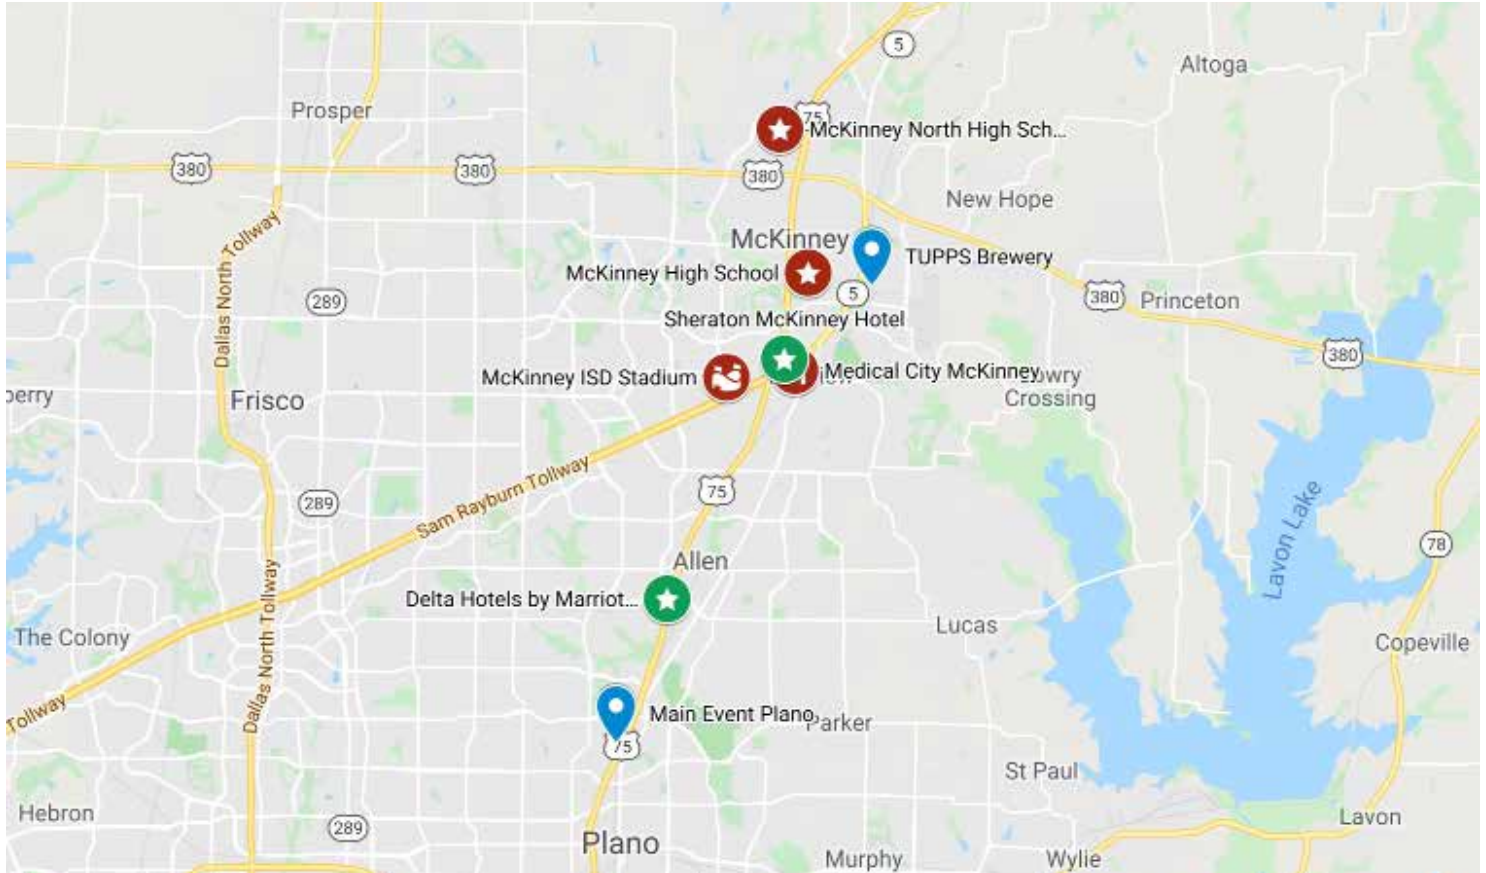 5
Altoga
Prosper
75
McKinney North High Sch...
380
380
380
New Hope
McKinney
TUPPS Brewery
McKinney High School
Dallas North Tollway
289
5
380
Princeton
Sheraton McKinney Hotel
380
McKinney ISD Stadium
Medical City McKinney
Crossing
Frisco
Sam Rayburn Tollway
75
289
Lavon Lake
78
Allen
Delta Hotels by Marriot...
The Colony
Lucas
Copeville
Dallas North Tollway
Tollway
Main Event Plano
Parker
75
St Paul
Hebron
289
Lavon
Plano
Murphy
Wylie